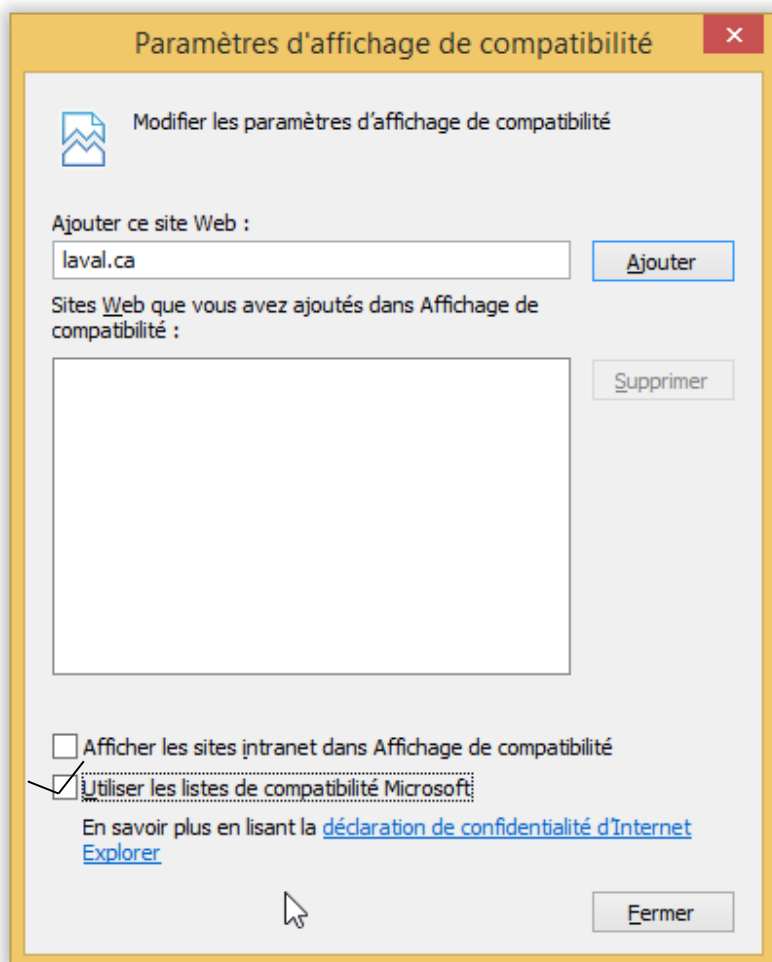 Paramètres d'affichage de compatibilité
Modifier les paramètres d’affichage de compatibilité
Ajouter ce site Web :
laval.ca
Ajouter
Sites Web que vous avez ajoutés dans Affichage de
compatibilité :
Supprimer
Afficher les sites intranet dans Affichage de compatibilité
Utiliser les listes de compatibilité Microsoft
En savoir plus en lisant la déclaration de confidentialité d’Internet
Explorer
Fermer